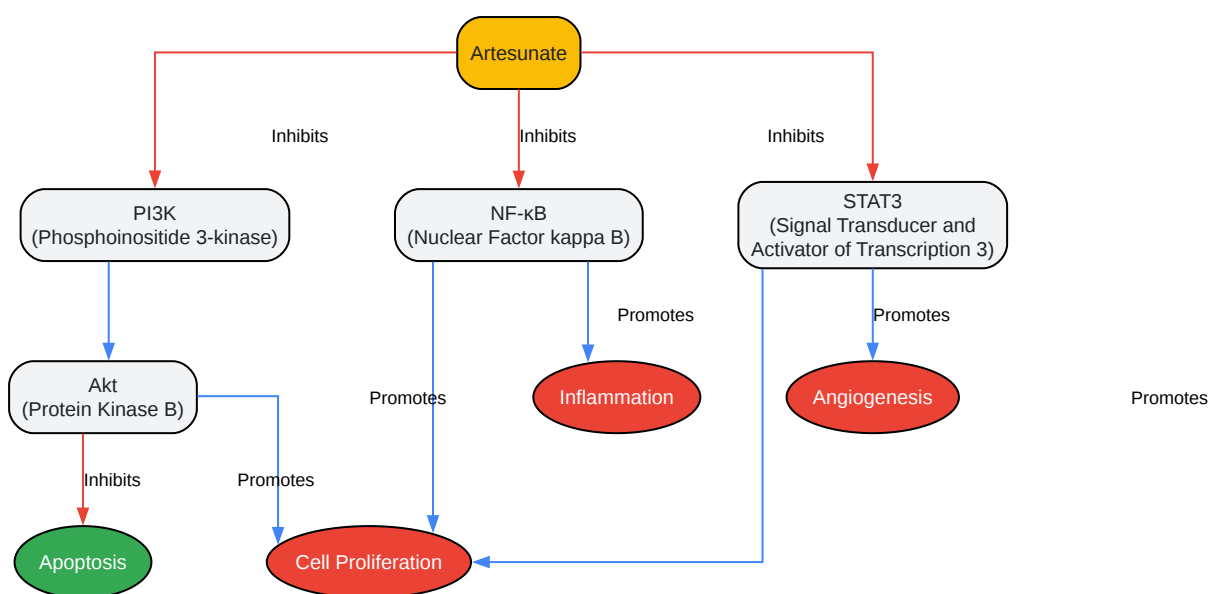 Artesunate
Inhibits
Inhibits
Inhibits
PI3K
(Phosphoinositide 3-kinase)
NF-κB
(Nuclear Factor kappa B)
STAT3
(Signal Transducer and
Activator of Transcription 3)
Promotes
Promotes
Akt
(Protein Kinase B)
Promotes
Inflammation
Angiogenesis
Promotes
Inhibits
Promotes
Apoptosis
Cell Proliferation